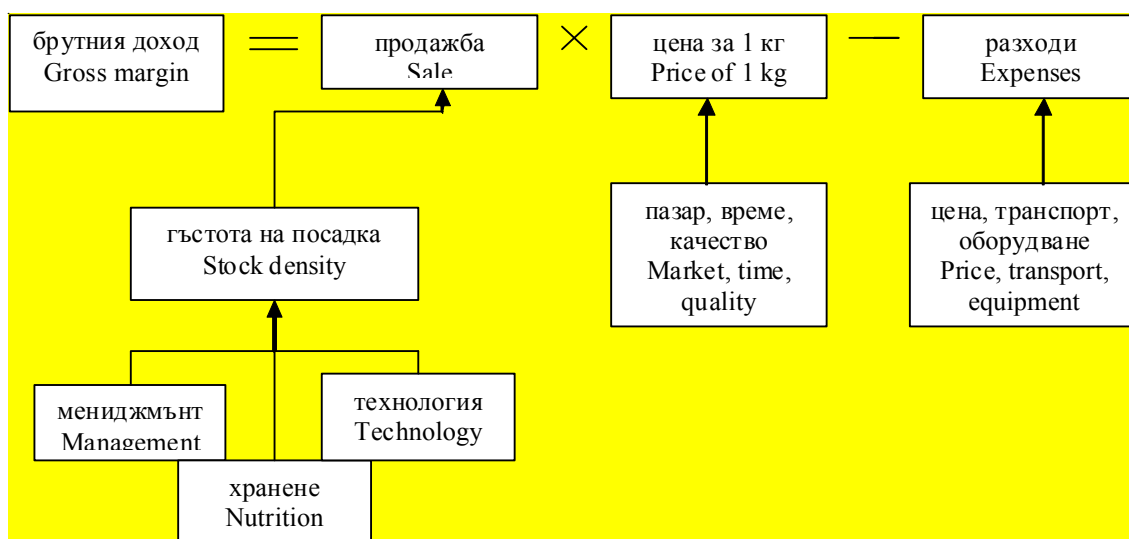 брутния доход
Gross margin
=
продажба
Sale
×
цена за 1 кг
Price of 1 kg
—
разходи
Expenses
гъстота на посадка
Stock density
пазар, време,
качество
Market, time,
quality
цена, транспорт,
оборудване
Price, transport,
equipment
мениджмънт
Management
технология
Technology
хранене
Nutrition